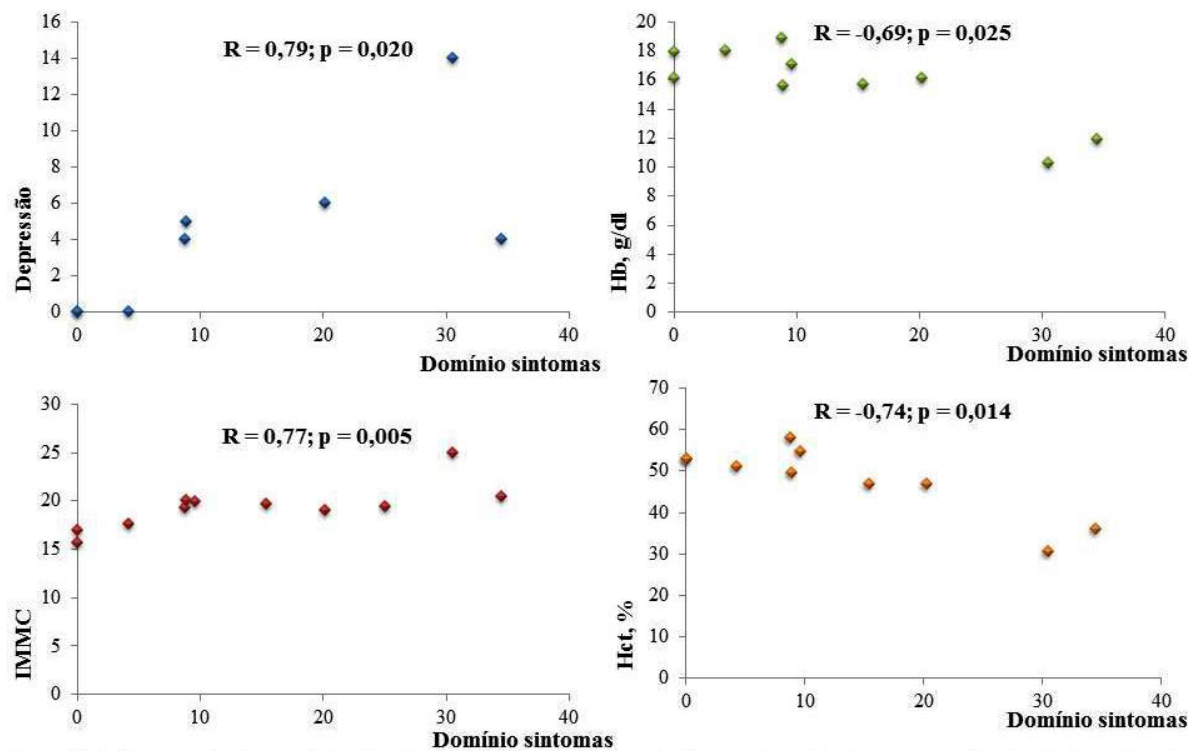 16
14
12
10
8
6
4
2
0
R = 0,79; p = 0,020
Depressão
0 10 20 30 40
Domínio sintomas
20
18
16
14
12
10
8
6
4
2
0
R = -0,69; p = 0,025
Hb, g/dl
0 10 20 30 40
Domínio sintomas
30
25
20
15
10
5
0
R = 0,77; p = 0,005
IMMC
0 10 20 30 40
Domínio sintomas
70
60
50
40
30
20
10
0
R = -0,74; p = 0,014
Hct, %
0 10 20 30 40
Domínio sintomas